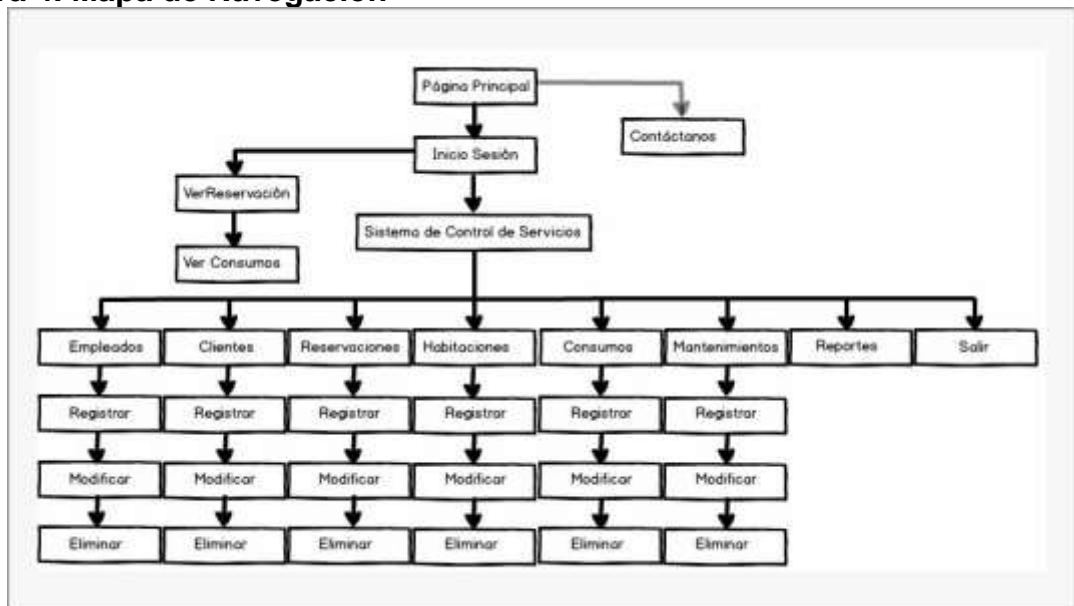 Mapa de Navegación
Página Principal
Contáctanos
Inicio Sesión
VerReservación
Sistema de Control de Servicios
Ver Consumos
Empleados Clientes Reservaciones Habitaciones Consumos Mantenimientos Reportes Salir
Registrar Registrar Registrar Registrar Registrar Registrar
Modificar Modificar Modificar Modificar Modificar Modificar
Eliminar Eliminar Eliminar Eliminar Eliminar Eliminar